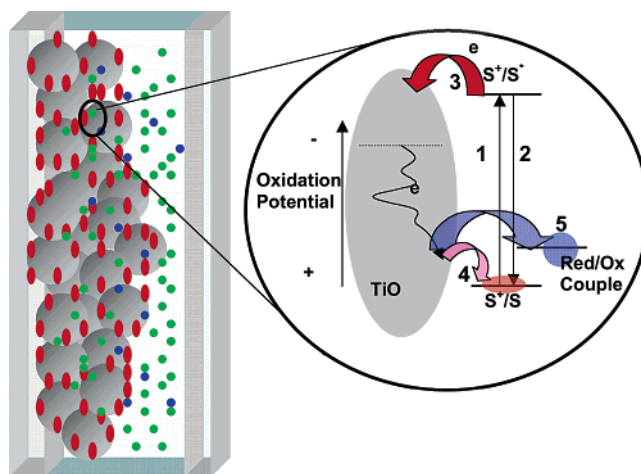 e
S+/S*
3
-
1
2
Oxidation
Potential
e
5
+
4
Red/Ox
Couple
TiO
S+/S